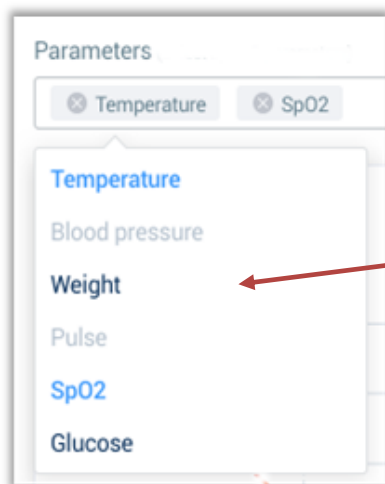 Parameters
Temperature SpO2
Temperature
Blood pressure
Weight
Pulse
SpO2
Glucose